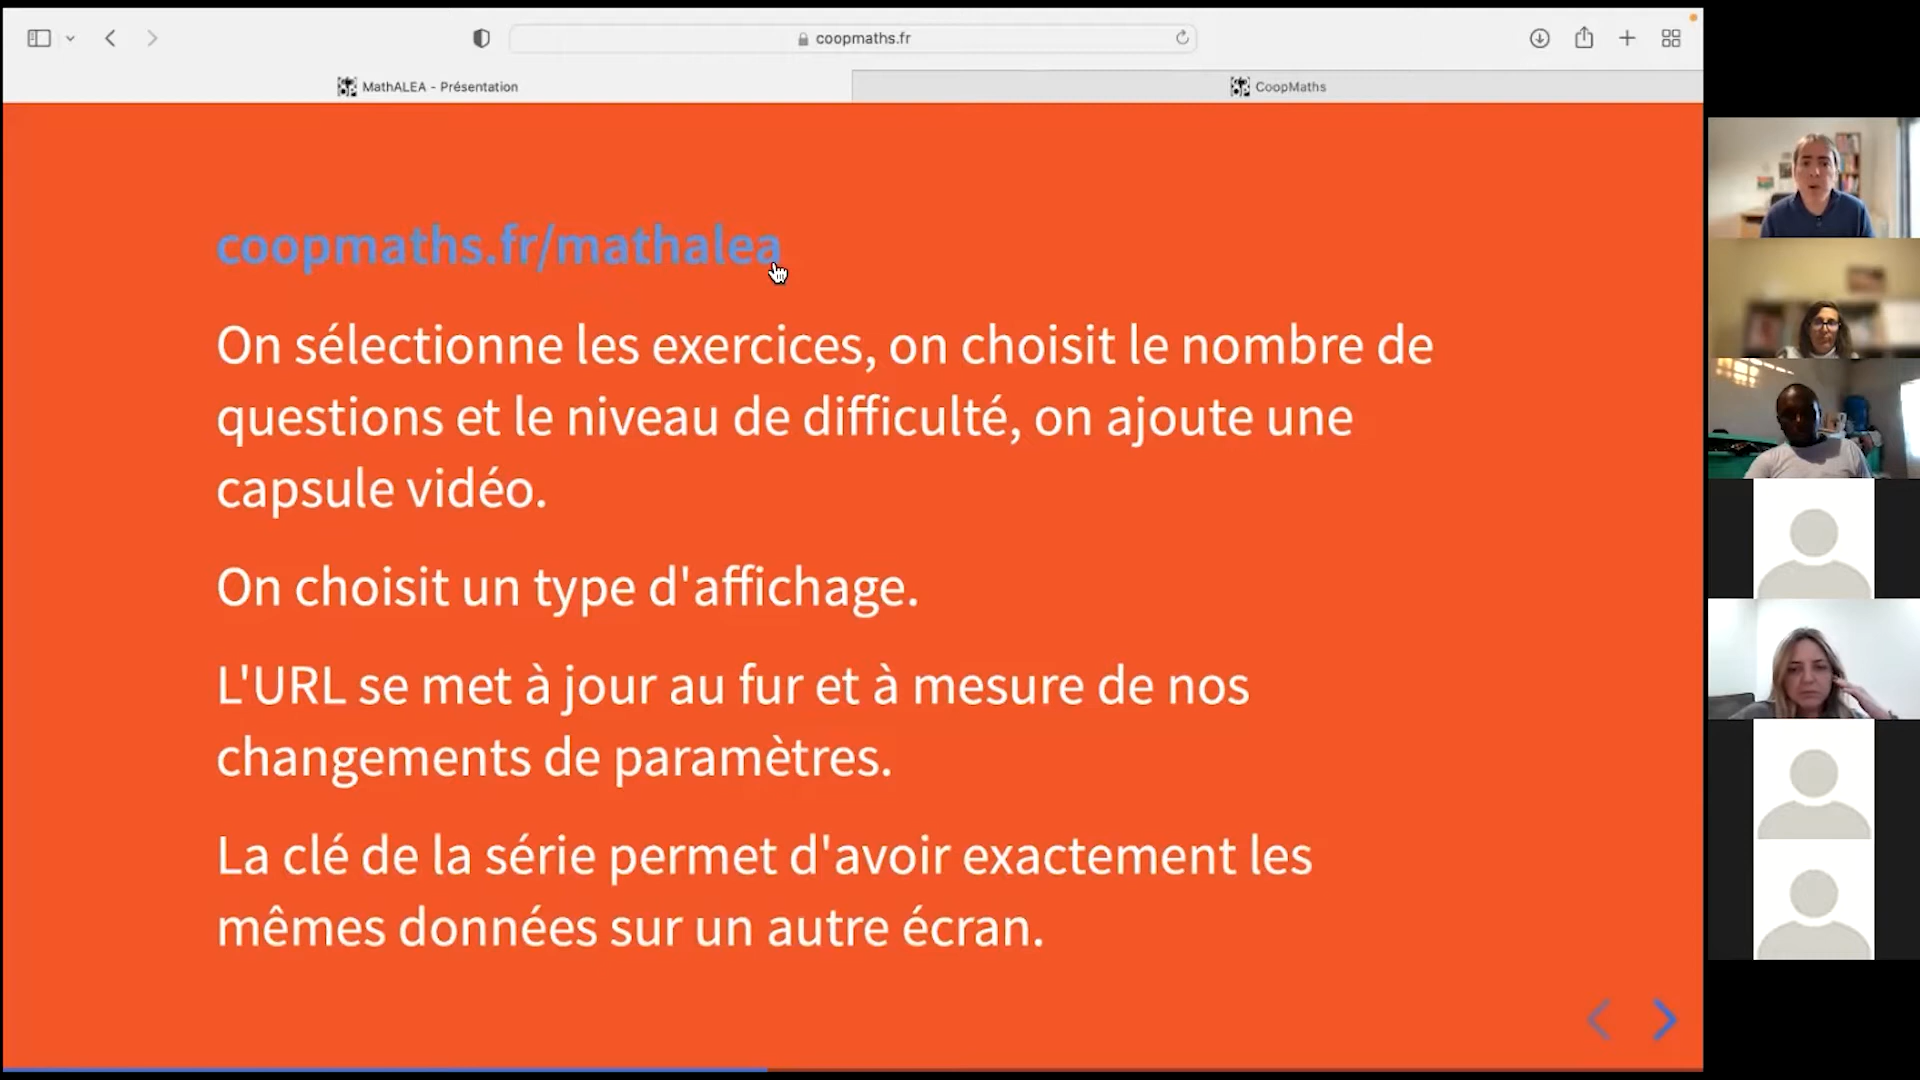 coopmaths.fr
MathALEA - Présentation
CoopMaths
coopmaths.fr/mathalea
On sélectionne les exercices, on choisit le nombre de
questions et le niveau de difficulté, on ajoute une
capsule vidéo.
On choisit un type d'affichage.
L'URL se met à jour au fur et à mesure de nos
changements de paramètres.
La clé de la série permet d'avoir exactement les
mêmes données sur un autre écran.